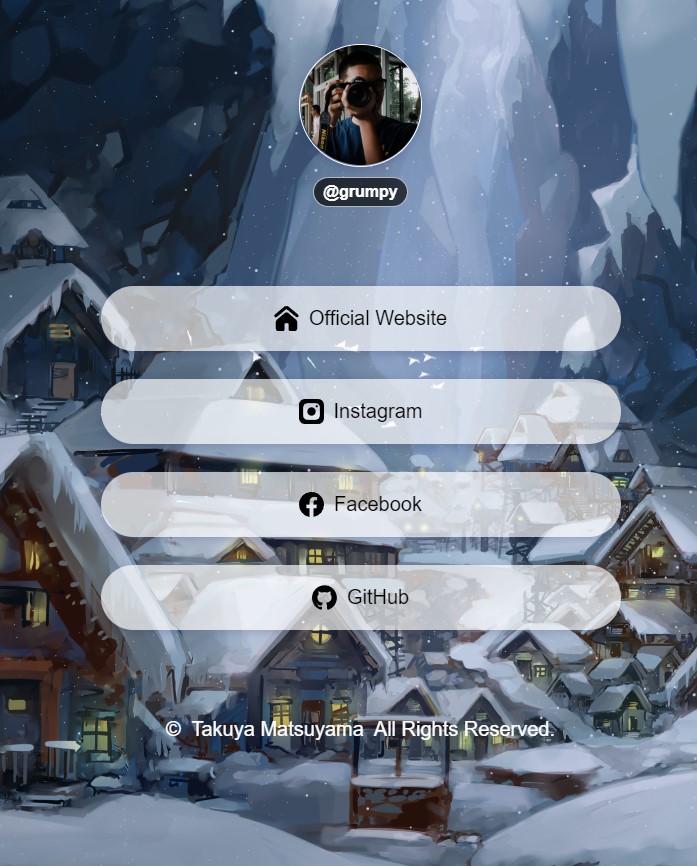 @grumpy
Official Website
Instagram
Facebook
GitHub
© Takuya Matsuyama All Rights Reserved.